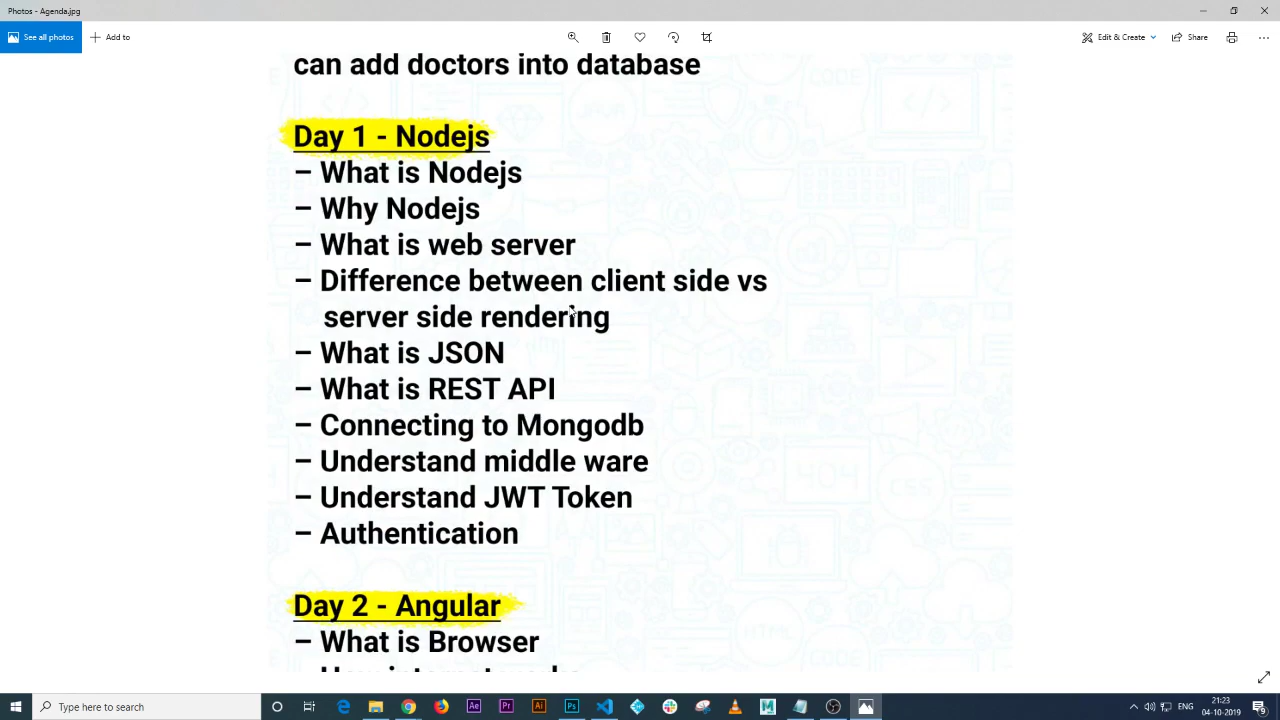 Photos - Agenda.jpg
See all photos
Add to
Edit & Create
Share
can add doctors into database
Day 1 - Nodejs
– What is Nodejs
– Why Nodejs
– What is web server
– Difference between client side vs
server side rendering
– What is JSON
– What is REST API
– Connecting to Mongodb
– Understand middle ware
– Understand JWT Token
– Authentication
Day 2 - Angular
– What is Browser
Type here to search
ENG
21:23
04-10-2019